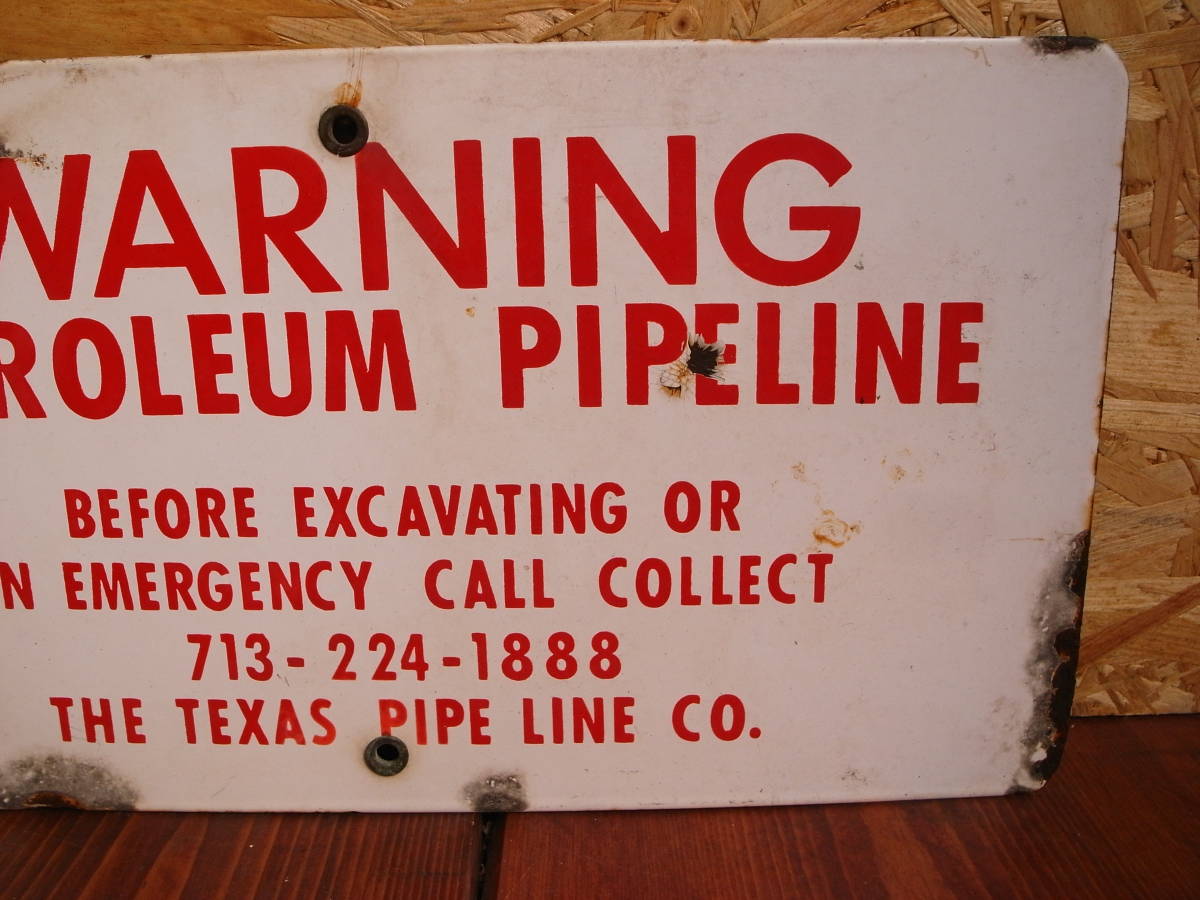 WARNING
ROLEUM PIPELINE
BEFORE EXCAVATING OR
N EMERGENCY CALL COLLECT
713-224-1888
THE TEXAS PIPE LINE CO.